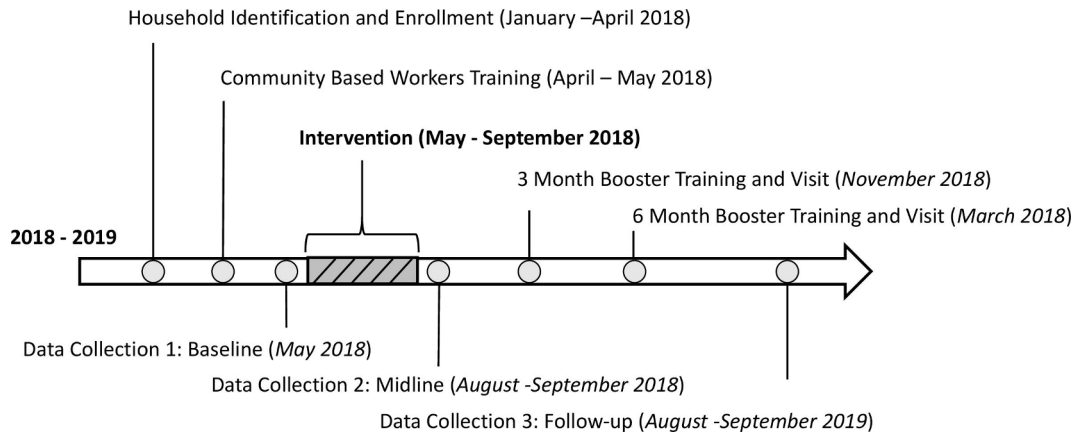 Household Identification and Enrollment (January –April 2018)
Community Based Workers Training (April – May 2018)
Intervention (May - September 2018)
3 Month Booster Training and Visit (November 2018)
6 Month Booster Training and Visit (March 2018)
2018 - 2019
Data Collection 1: Baseline (May 2018)
Data Collection 2: Midline (August -September 2018)
Data Collection 3: Follow-up (August -September 2019)